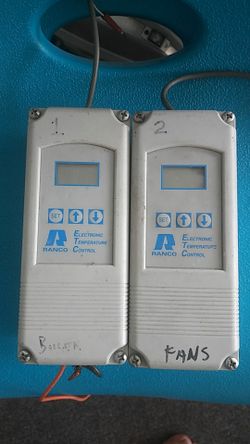 1.
2
SET
SET
R
RANCO
ELECTRONIC
TEMPERATURE
CONTROL
R
RANCO
ELECTRONIC
TEMPERATURE
CONTROL
FANS